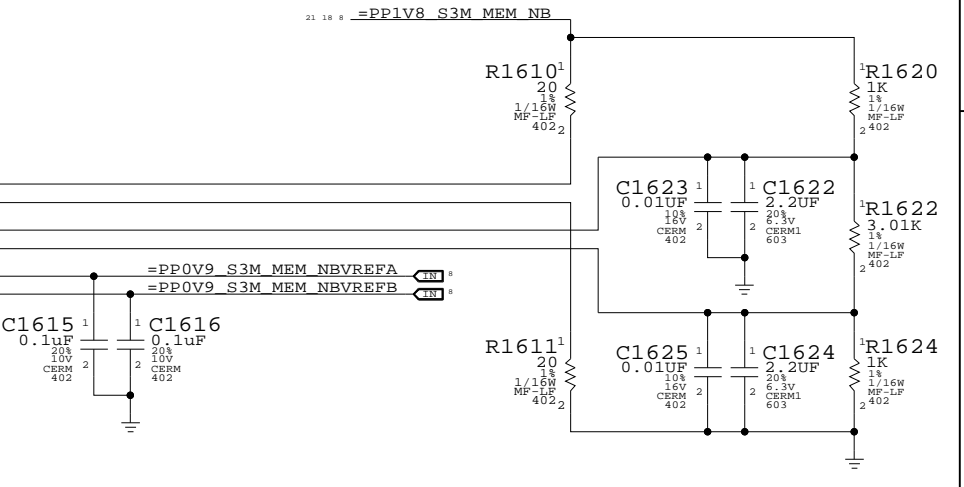 21 18 8 =PP1V8_S3M_MEM_NB
R1610 1
20
1%
1/16W
MF-LF
402 2
1 R1620
1K
1%
1/16W
MF-LF
2 402
C1623 1
0.01UF
10%
16V
CERM 2
402
1 C1622
2.2UF
20%
6.3V
2 CERM1
603
1 R1622
3.01K
1%
1/16W
MF-LF
2 402
=PP0V9_S3M_MEM_NBVREFA IN 8
=PP0V9_S3M_MEM_NBVREFB IN 8
C1615 1
0.1uF
20%
10V
CERM 2
402
1 C1616
0.1uF
20%
10V
2 CERM
402
R1611 1
20
1%
1/16W
MF-LF
402 2
C1625 1
0.01UF
10%
16V
CERM 2
402
1 C1624
2.2UF
20%
6.3V
2 CERM1
603
1 R1624
1K
1%
1/16W
MF-LF
2 402